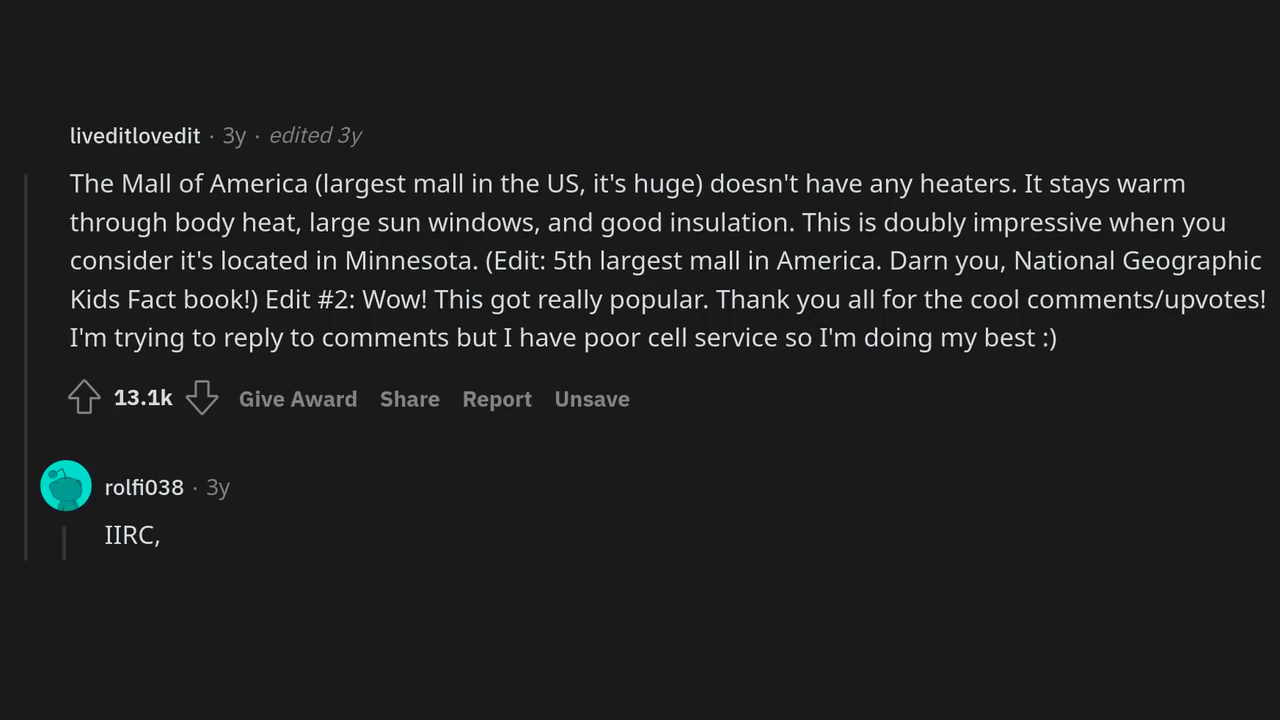 liveditlovedit · 3y · edited 3y
The Mall of America (largest mall in the US, it's huge) doesn't have any heaters. It stays warm
through body heat, large sun windows, and good insulation. This is doubly impressive when you
consider it's located in Minnesota. (Edit: 5th largest mall in America. Darn you, National Geographic
Kids Fact book!) Edit #2: Wow! This got really popular. Thank you all for the cool comments/upvotes!
I'm trying to reply to comments but I have poor cell service so I'm doing my best :)
13.1k Give Award Share Report Unsave
rolfi038 · 3y
IIRC,